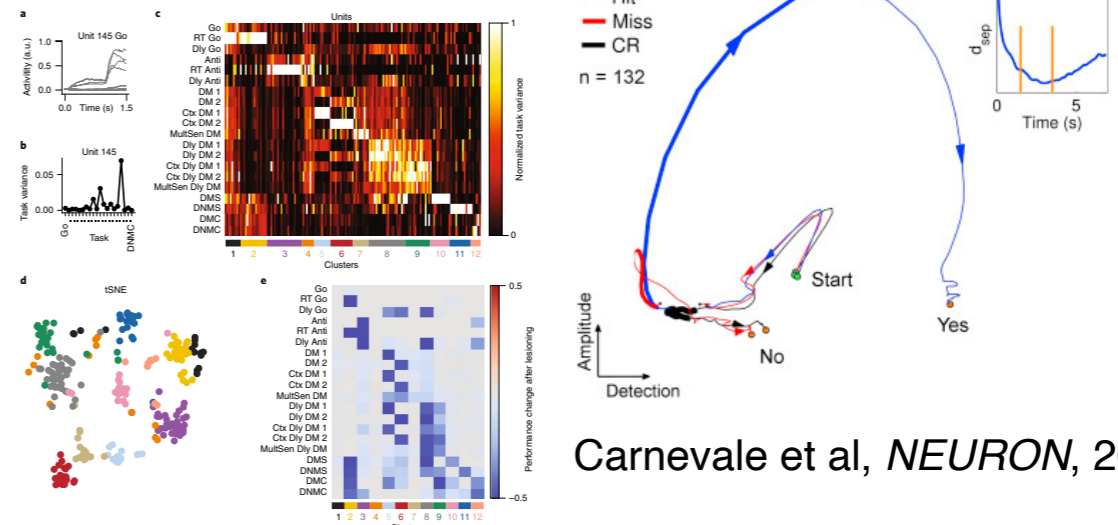 a
Unit 145 Go
Activity (a.u.)
1.0
0.5
0.0
0.0 Time (s) 1.5
b
Unit 145
Task variance
0.05
0.00
Go
Task
DNMC
c
Units
Go
RT Go
Dly Go
Anti
RT Anti
Dly Anti
DM 1
DM 2
Ctx DM 1
Ctx DM 2
MultSen DM
Dly DM 1
Dly DM 2
Ctx Dly DM 1
Ctx Dly DM 2
MultSen Dly DM
DMS
DNMS
DMC
DNMC
1 2 3 4 5 6 7 8 9 10 11 12
Clusters
1
0
Normalized task variance
d
tSNE
e
Go
RT Go
Dly Go
Anti
RT Anti
Dly Anti
DM 1
DM 2
Ctx DM 1
Ctx DM 2
MultSen DM
Dly DM 1
Dly DM 2
Ctx Dly DM 1
Ctx Dly DM 2
MultSen Dly DM
DMS
DNMS
DMC
DNMC
1 2 3 4 5 6 7 8 9 10 11 12
0.5
−0.5
Performance change after lesioning
Miss
CR
n = 132
Start
Yes
No
Amplitude
Detection
dsep
0 5
Time (s)
Carnevale et al, NEURON, 2